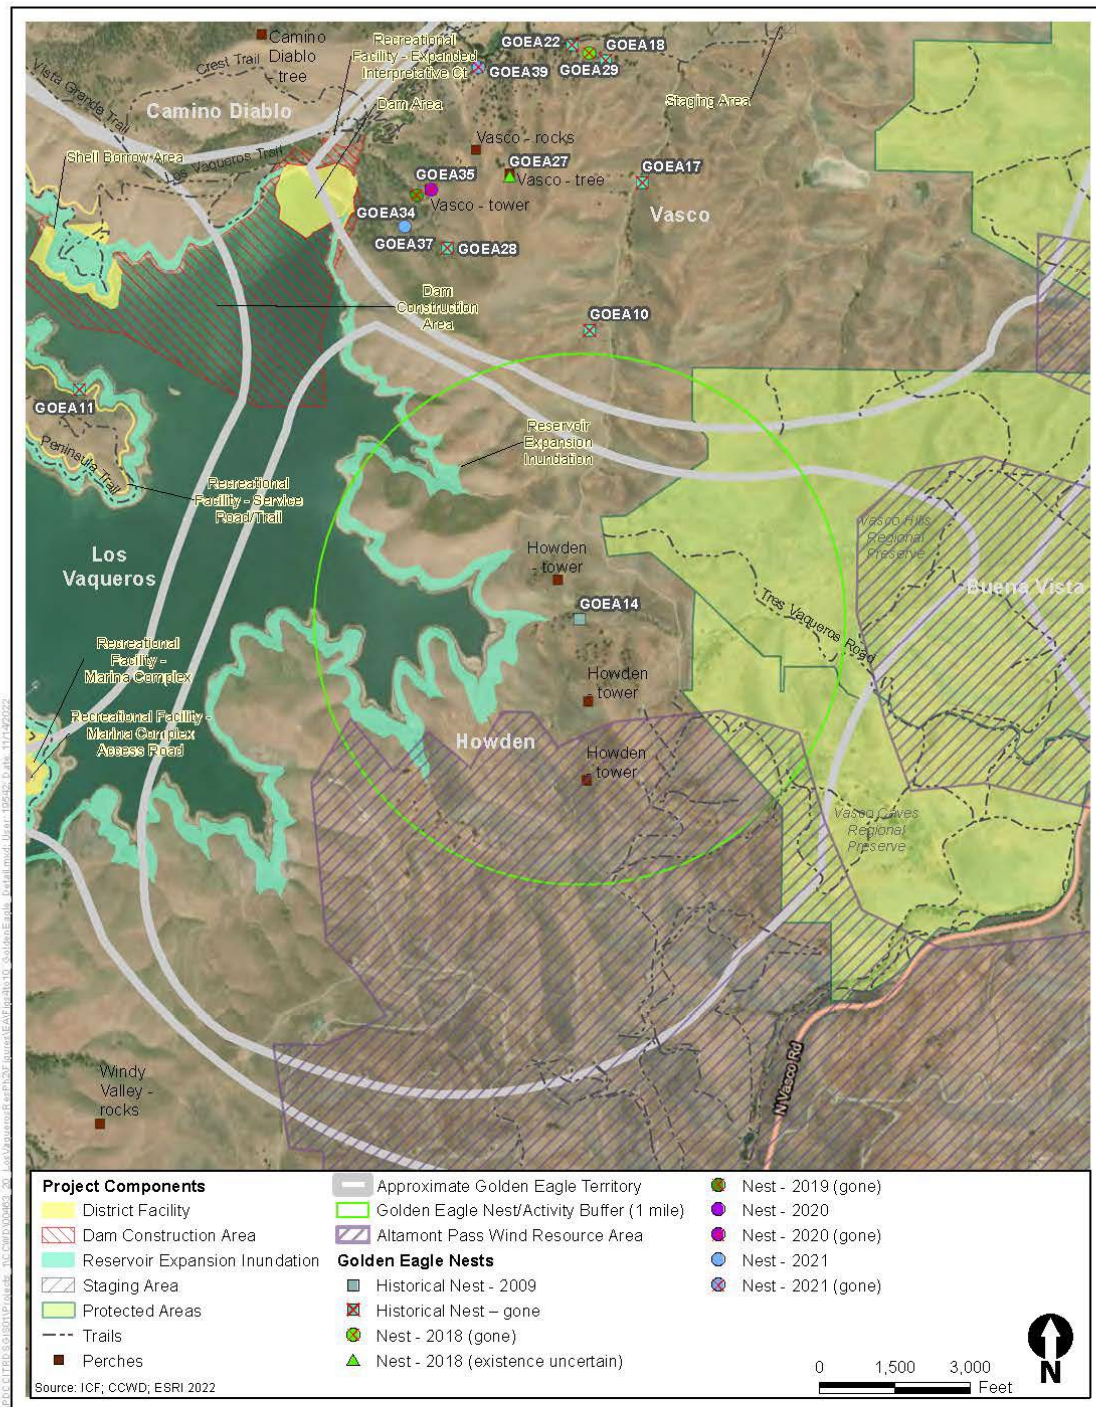 Camino
Diablo
tree
Crest Trail
Vista Grande Trail
Camino Diablo
Los Vaqueros Trail
Shell Borrow Area
Recreational
Facility - Expanded
Interpretative Ct
Dam Area
GOEA22
GOEA18
GOEA39
GOEA29
Staging Area
Vasco - rocks
GOEA27
Vasco - tree
GOEA17
GOEA35
Vasco - tower
Vasco
GOEA34
GOEA37
GOEA28
Dam
Construction
Area
GOEA10
GOEA11
Peninsula Trail
Reservoir
Expansion
Inundation
Recreational
Facility - Service
Road/Trail
Los
Vaqueros
Howden
- tower
GOEA14
Vasco Hills
Regional
Preserve
Buena Vista
Tres Vaqueros Road
Recreational
Facility -
Marina Complex
Recreational Facility -
Marina Complex
Access Road
Howden
- tower
Howden
Howden
- tower
Vasco Caves
Regional
Preserve
N Vasco Rd
Windy
Valley -
rocks
Project Components
District Facility
Dam Construction Area
Reservoir Expansion Inundation
Staging Area
Protected Areas
Trails
Perches
Approximate Golden Eagle Territory
Golden Eagle Nest/Activity Buffer (1 mile)
Altamont Pass Wind Resource Area
Golden Eagle Nests
Historical Nest - 2009
Historical Nest – gone
Nest - 2018 (gone)
Nest - 2018 (existence uncertain)
Nest - 2019 (gone)
Nest - 2020
Nest - 2020 (gone)
Nest - 2021
Nest - 2021 (gone)
Source: ICF; CCWD; ESRI 2022
0 1,500 3,000
Feet
N